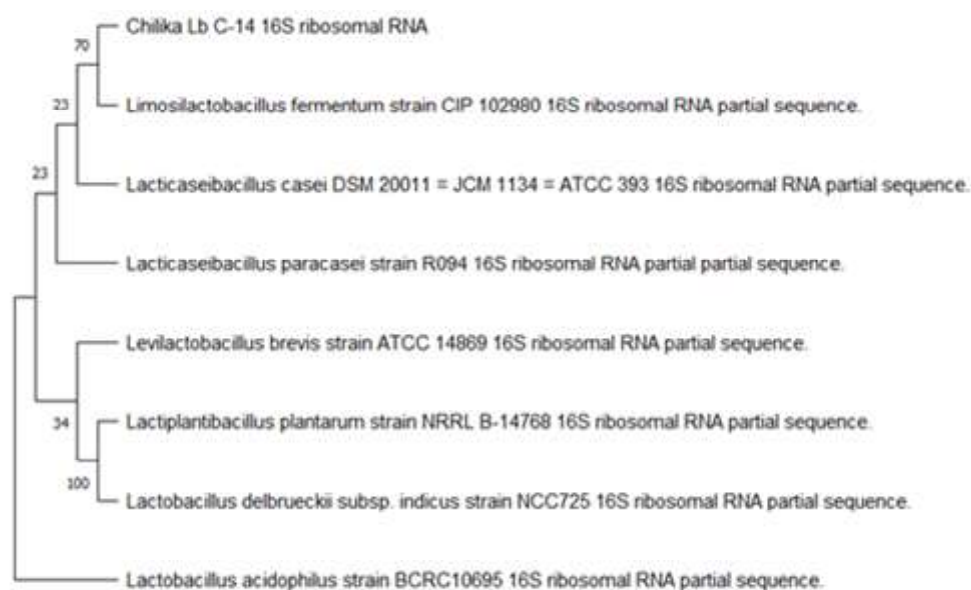 Chilika Lb C-14 16S ribosomal RNA
70
23
Limosilactobacillus fermentum strain CIP 102980 16S ribosomal RNA partial sequence.
23
Lacticaseibacillus casei DSM 20011 = JCM 1134 = ATCC 393 16S ribosomal RNA partial sequence.
Lacticaseibacillus paracasei strain R094 16S ribosomal RNA partial partial sequence.
Levilactobacillus brevis strain ATCC 14869 16S ribosomal RNA partial sequence.
34
Lactiplantibacillus plantarum strain NRRL B-14768 16S ribosomal RNA partial sequence.
100
Lactobacillus delbrueckii subsp. indicus strain NCC725 16S ribosomal RNA partial sequence.
Lactobacillus acidophilus strain BCRC10695 16S ribosomal RNA partial sequence.